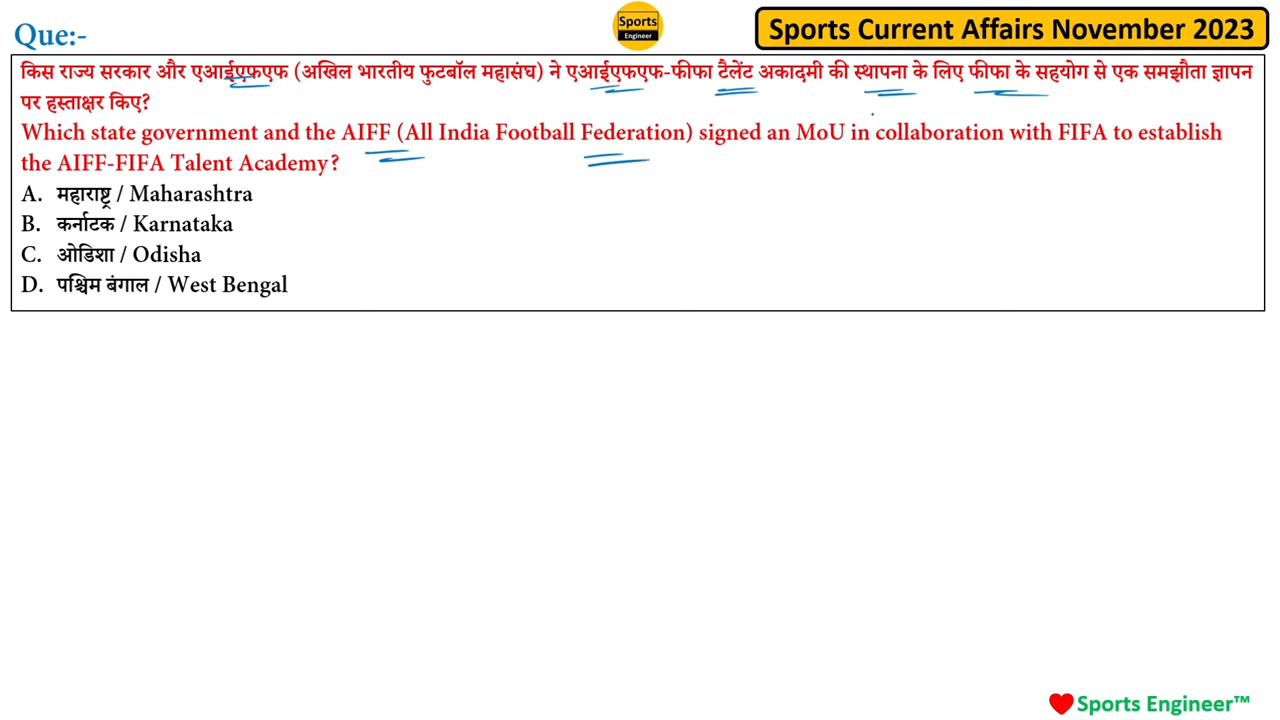 Que:-
Sports
Engineer
Sports Current Affairs November 2023
किस राज्य सरकार और एआईएफएफ (अखिल भारतीय फुटबॉल महासंघ) ने एआईएफएफ-फीफा टैलेंट अकादमी की स्थापना के लिए फीफा के सहयोग से एक समझौता ज्ञापन
पर हस्ताक्षर किए?
Which state government and the AIFF (All India Football Federation) signed an MoU in collaboration with FIFA to establish
the AIFF-FIFA Talent Academy?
A. महाराष्ट्र / Maharashtra
B. कर्नाटक / Karnataka
C. ओडिशा / Odisha
D. पश्चिम बंगाल / West Bengal
Sports Engineer™